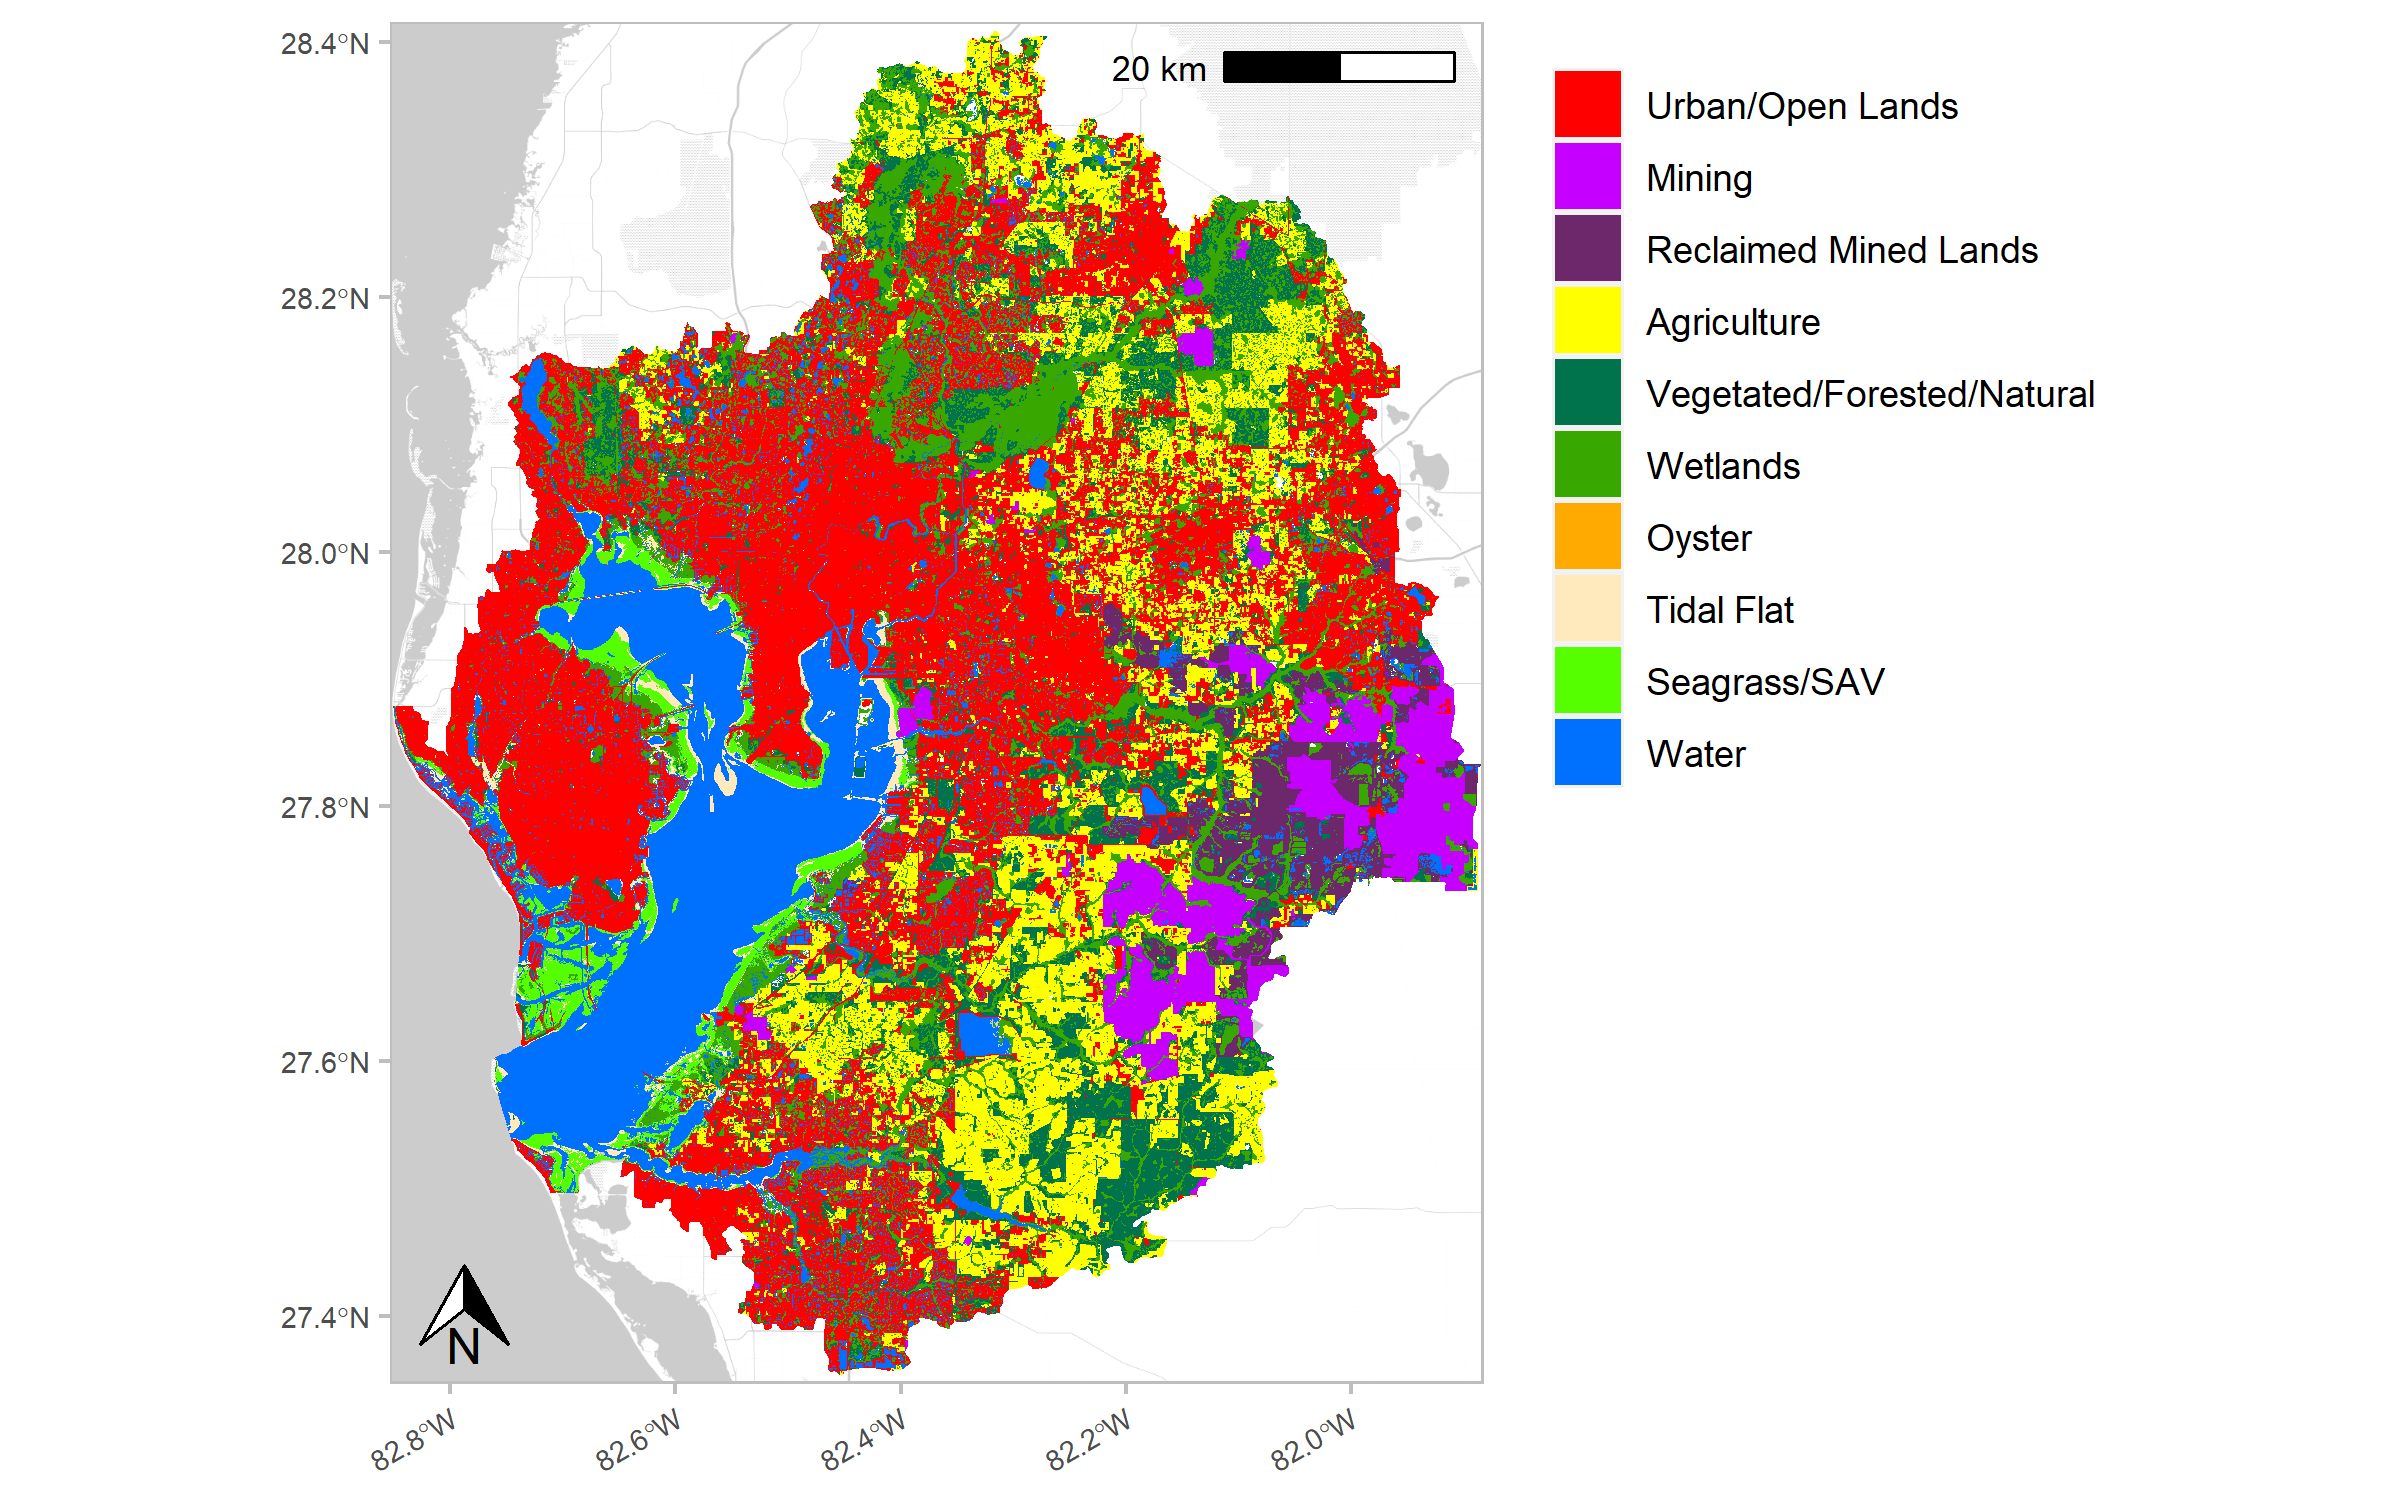 28.4°N
28.2°N
28.0°N
27.8°N
27.6°N
27.4°N
82.8°W
82.6°W
82.4°W
82.2°W
82.0°W
20 km
N
Urban/Open Lands
Mining
Reclaimed Mined Lands
Agriculture
Vegetated/Forested/Natural
Wetlands
Oyster
Tidal Flat
Seagrass/SAV
Water